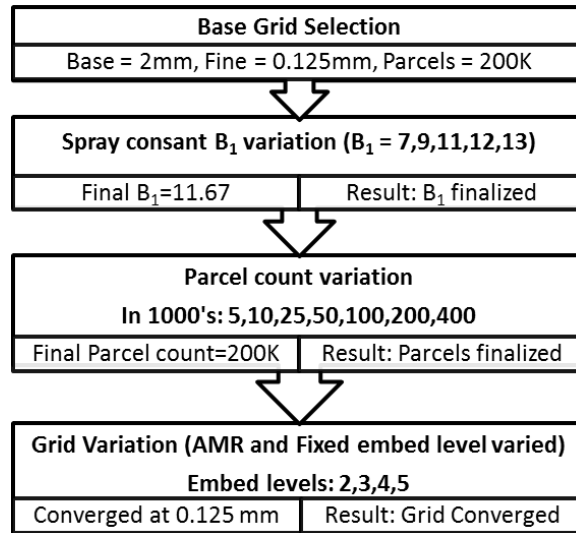 Base Grid Selection
Base = 2mm, Fine = 0.125mm, Parcels = 200K
Spray consant B₁ variation (B₁ = 7,9,11,12,13)
Final B₁=11.67
Result: B₁ finalized
Parcel count variation
In 1000's: 5,10,25,50,100,200,400
Final Parcel count=200K
Result: Parcels finalized
Grid Variation (AMR and Fixed embed level varied)
Embed levels: 2,3,4,5
Converged at 0.125 mm
Result: Grid Converged